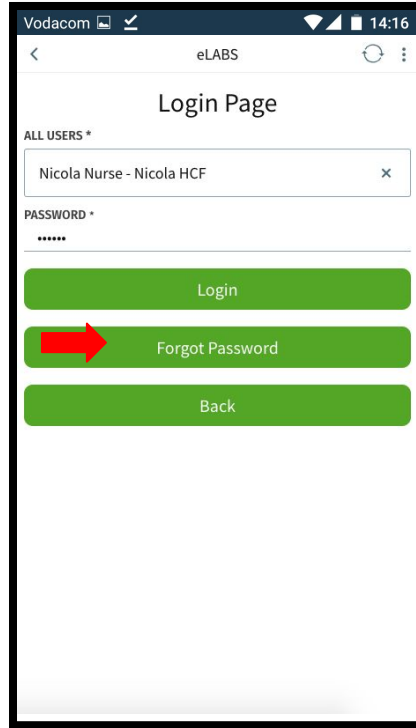 Vodacom 14:16
eLABS
Login Page
ALL USERS *
Nicola Nurse - Nicola HCF ×
PASSWORD *
••••••
Login
Forgot Password
Back